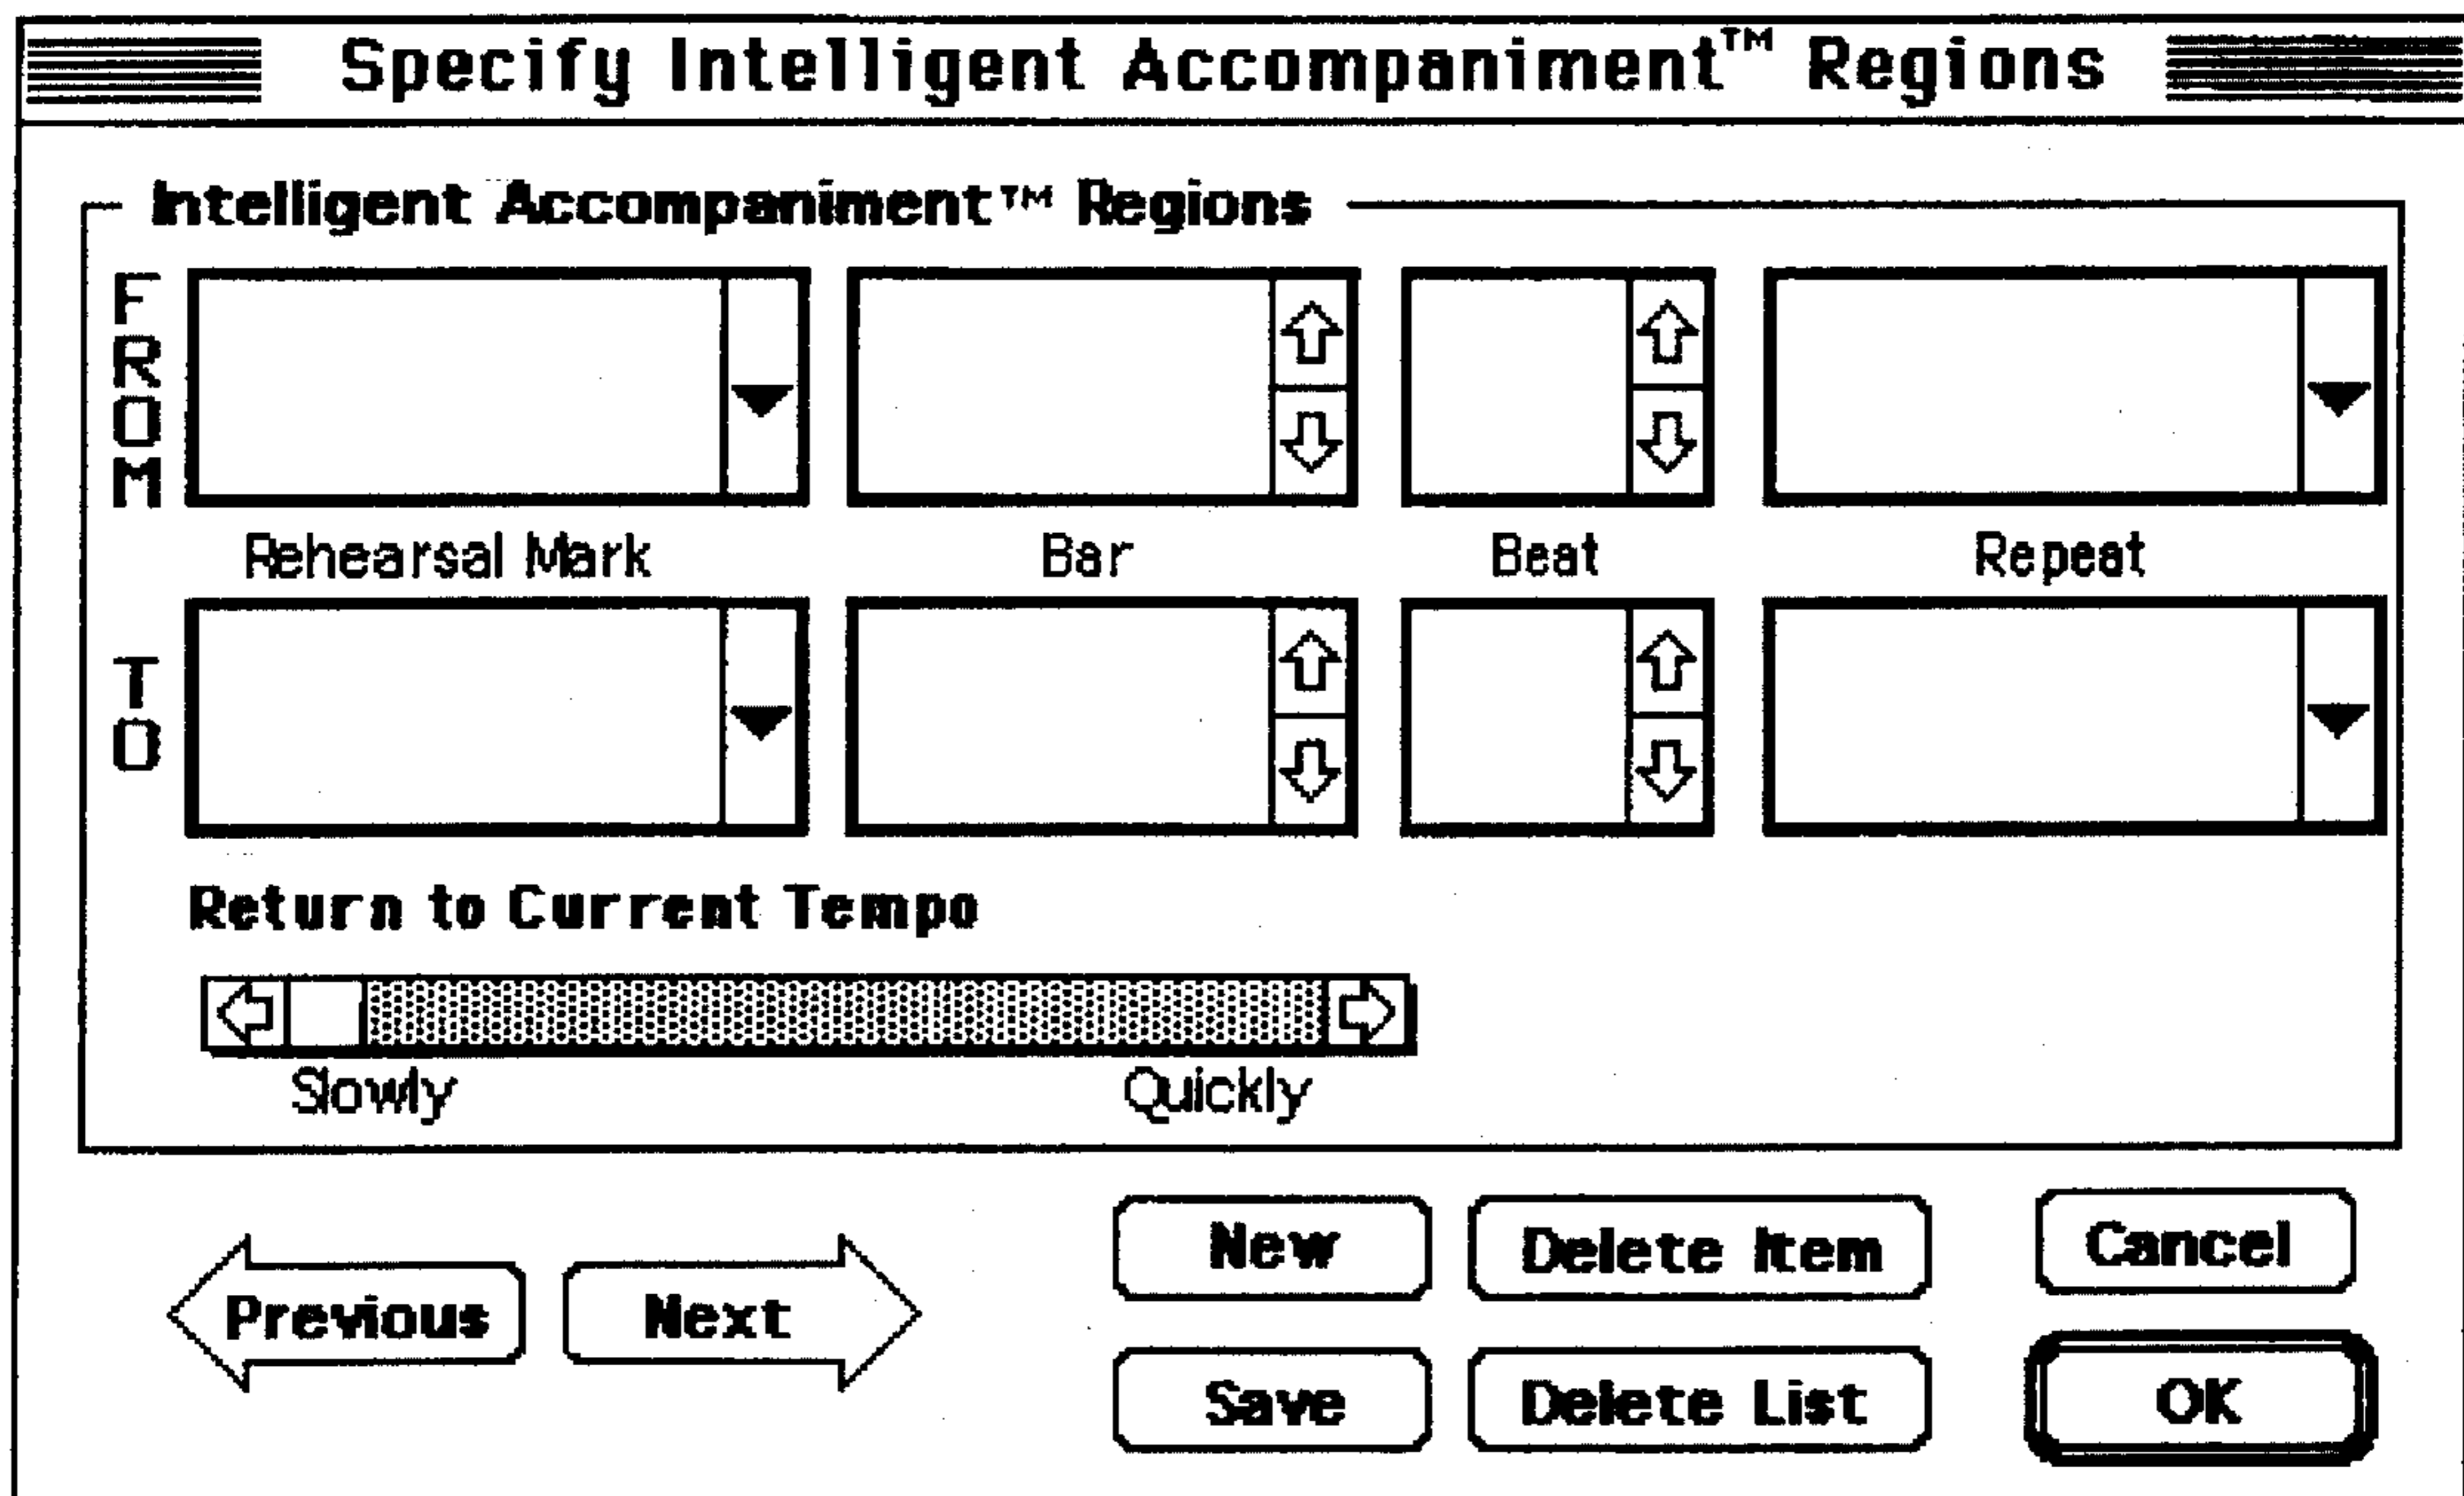 Specify Intelligent Accompaniment™ Regions
Intelligent Accompaniment™ Regions
FROM
Rehearsal Mark Bar Beat Repeat
TO
Return to Current Tempo
Slowly Quickly
New Delete Item Cancel
Previous Next
Save Delete List OK